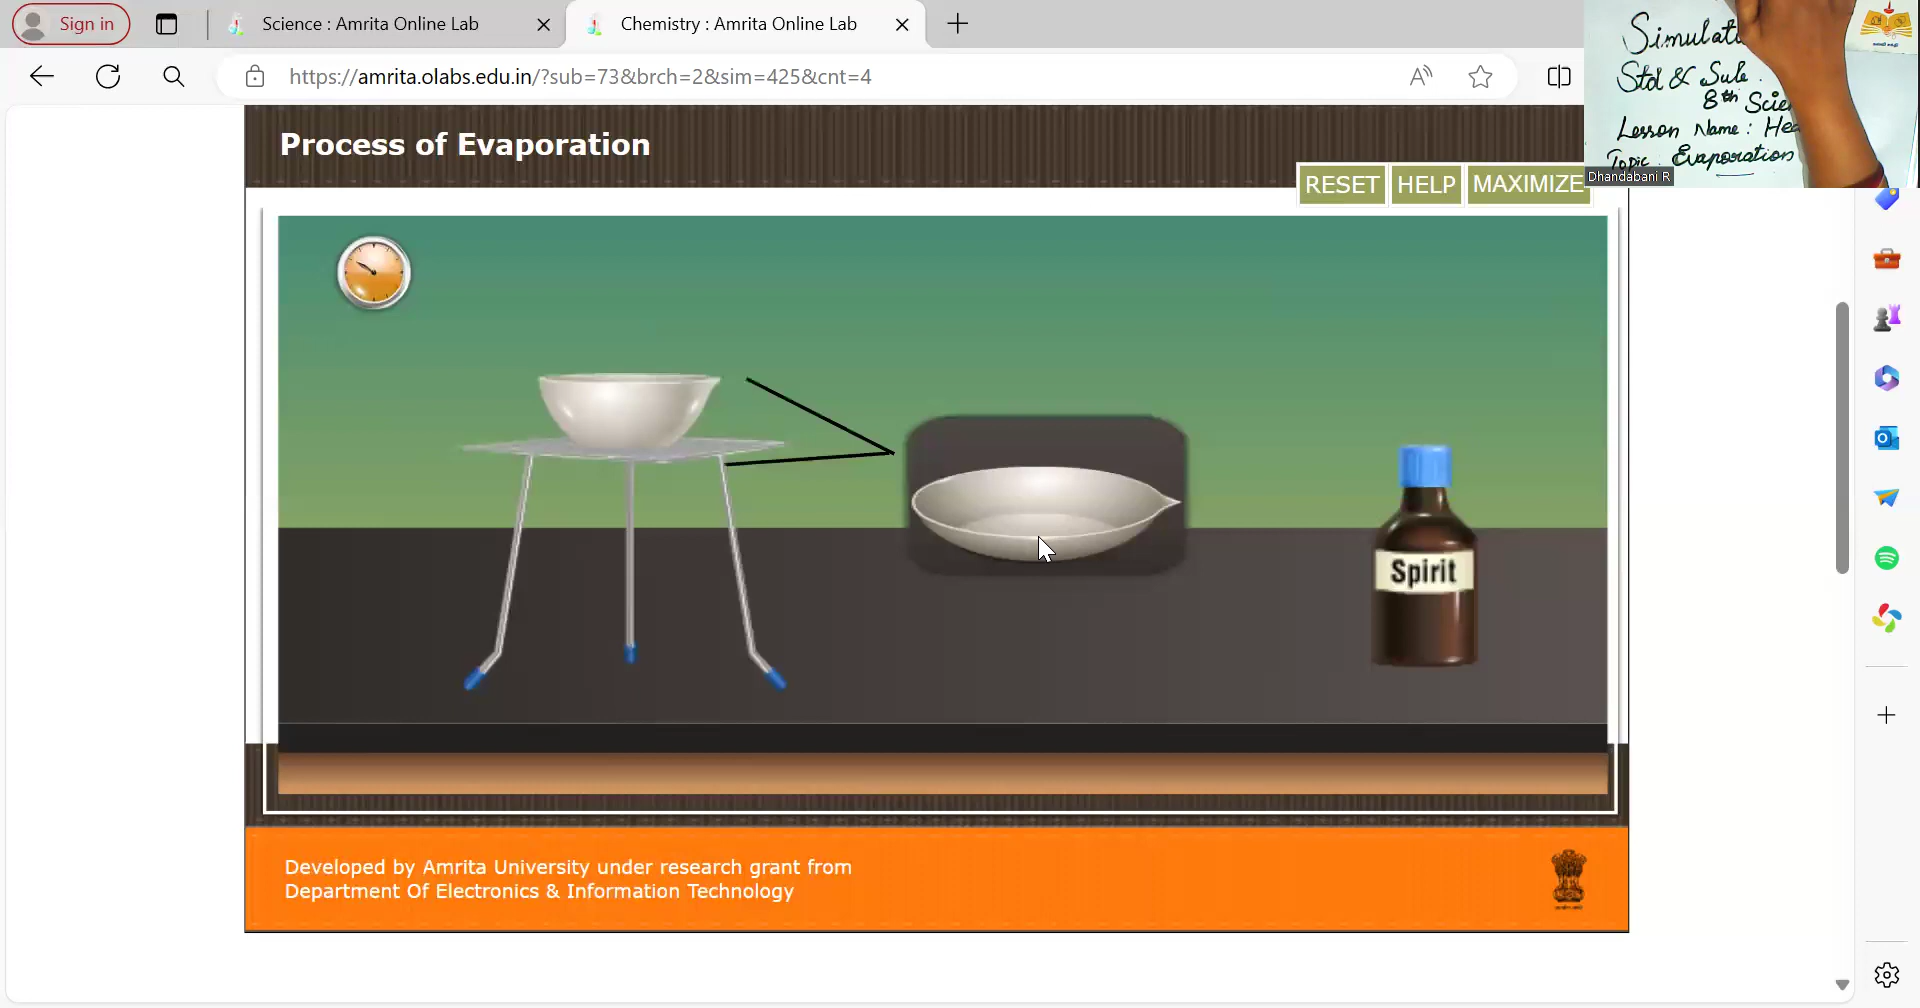 Sign in
Science : Amrita Online Lab
Chemistry : Amrita Online Lab
https://amrita.olabs.edu.in/?sub=73&brch=2&sim=425&cnt=4
Process of Evaporation
RESET HELP MAXIMIZE
Std & Sub
8th
Lesson Name :
Topic : Evaporation
Dhandabani R
Spirit
Developed by Amrita University under research grant from
Department Of Electronics & Information Technology